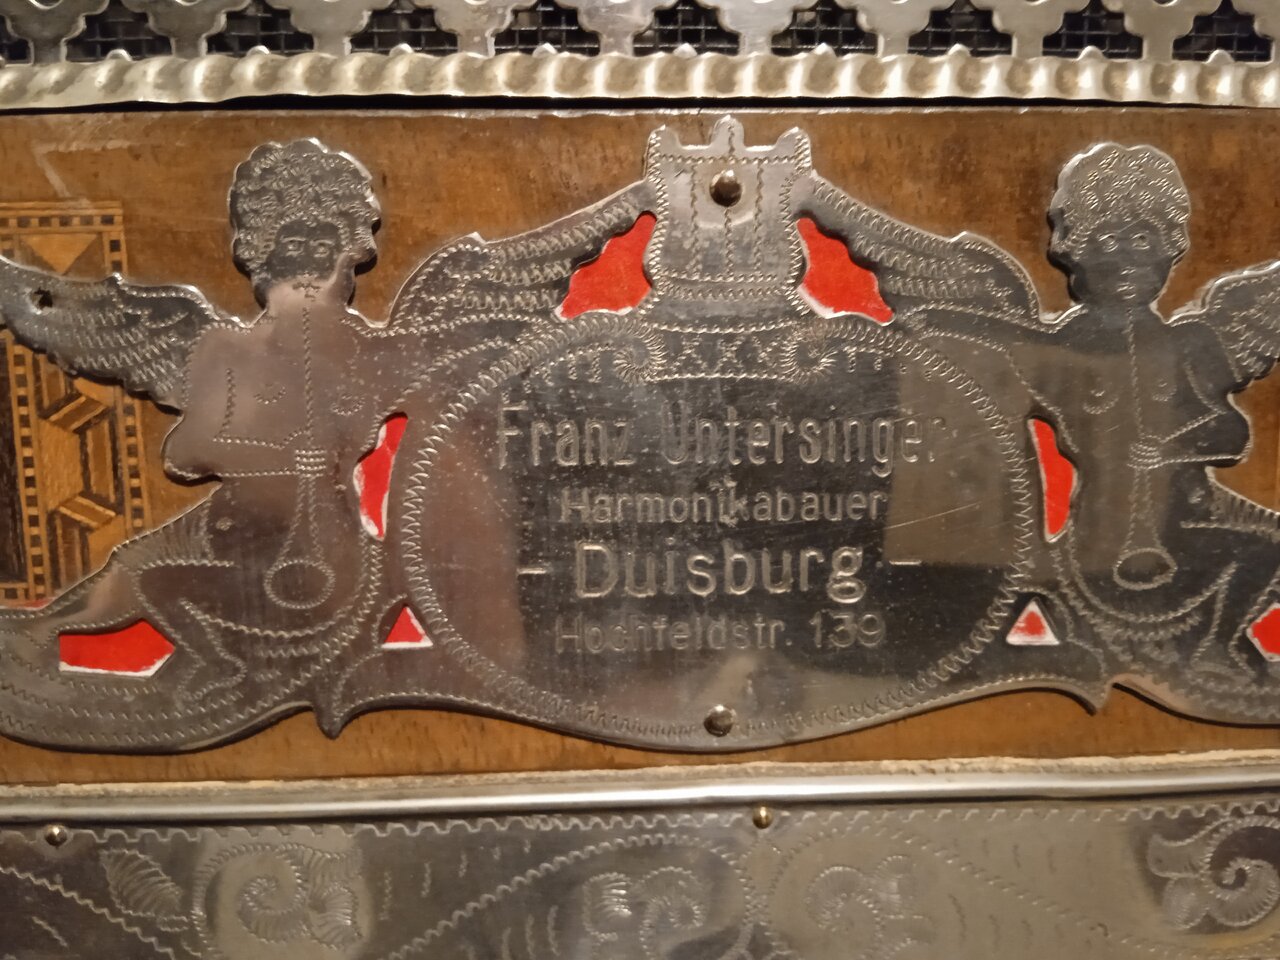 Franz Untersinger
Harmonikabauer
- Duisburg -
Hochfeldstr. 139